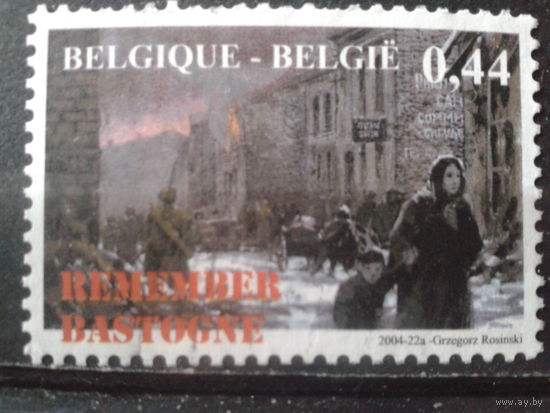 BELGIQUE - BELGIË 0,44
REMEMBER
BASTOGNE
2004-22a -Grzegorz Rosinski
www.ay.by